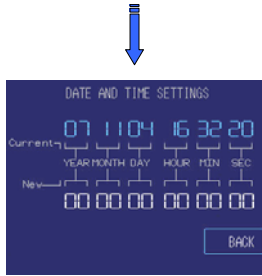 DATE AND TIME SETTINGS
07 11 04 16 32 20
Current
YEAR MONTH DAY HOUR MIN SEC
New
00 00 00 00 00 00
BACK